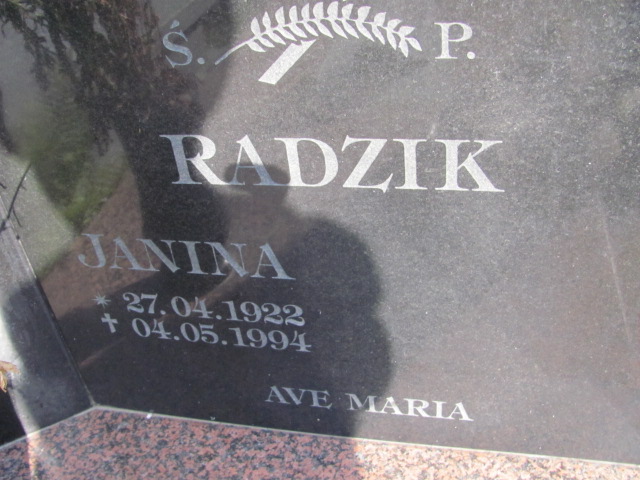 Ś. P.
RADZIK
JANINA
* 27.04.1922
✝ 04.05.1994
AVE MARIA